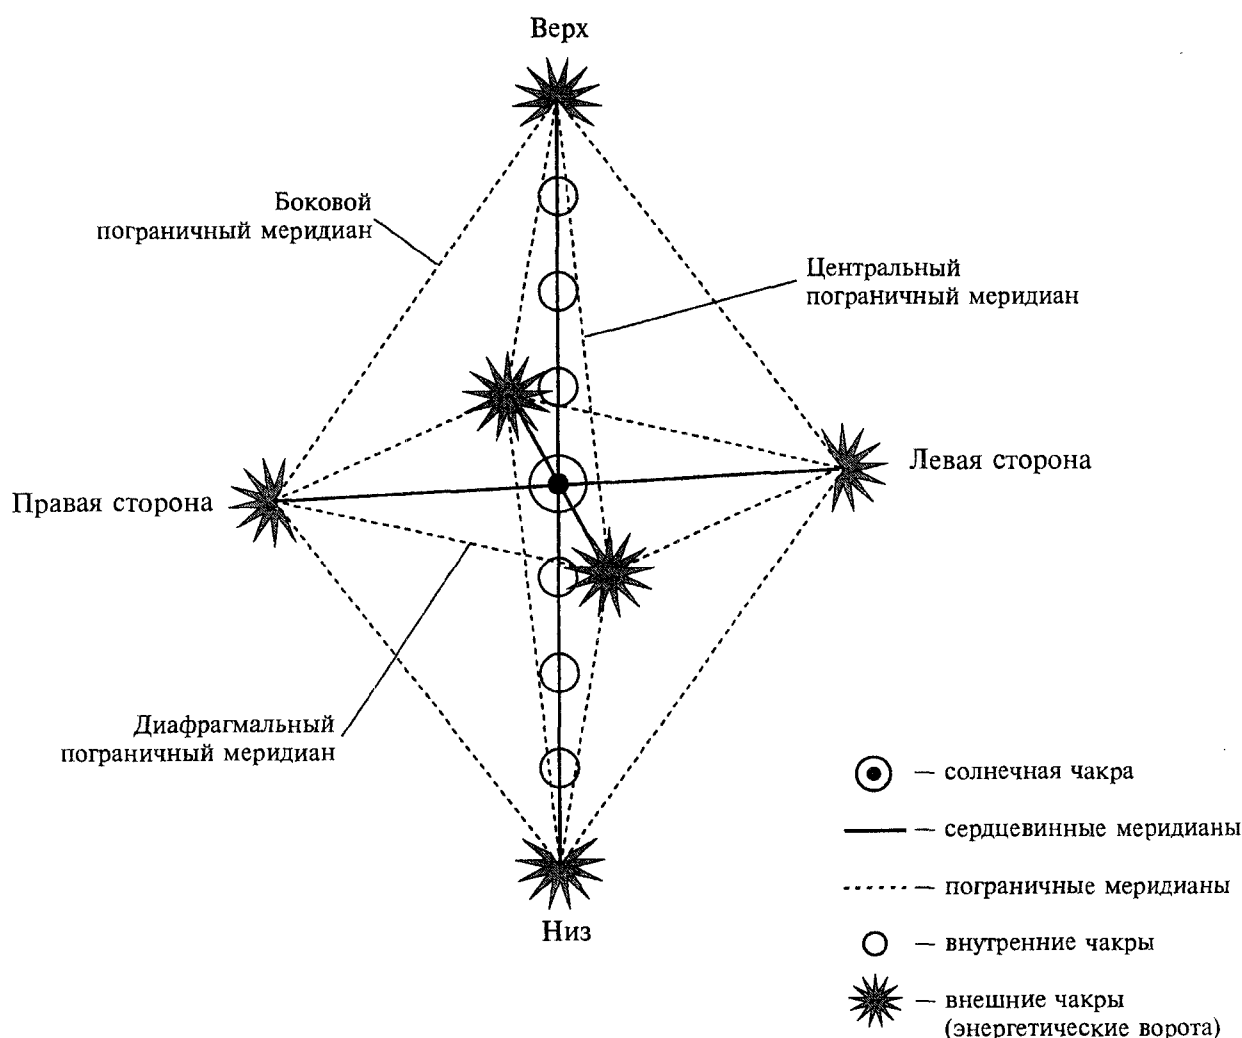 Верх
Боковой
пограничный меридиан
Центральный
пограничный меридиан
Левая сторона
Правая сторона
Диафрагмальный
пограничный меридиан
— солнечная чакра
— сердцевинные меридианы
— пограничные меридианы
Низ
— внутренние чакры
— внешние чакры
(энергетические ворота)